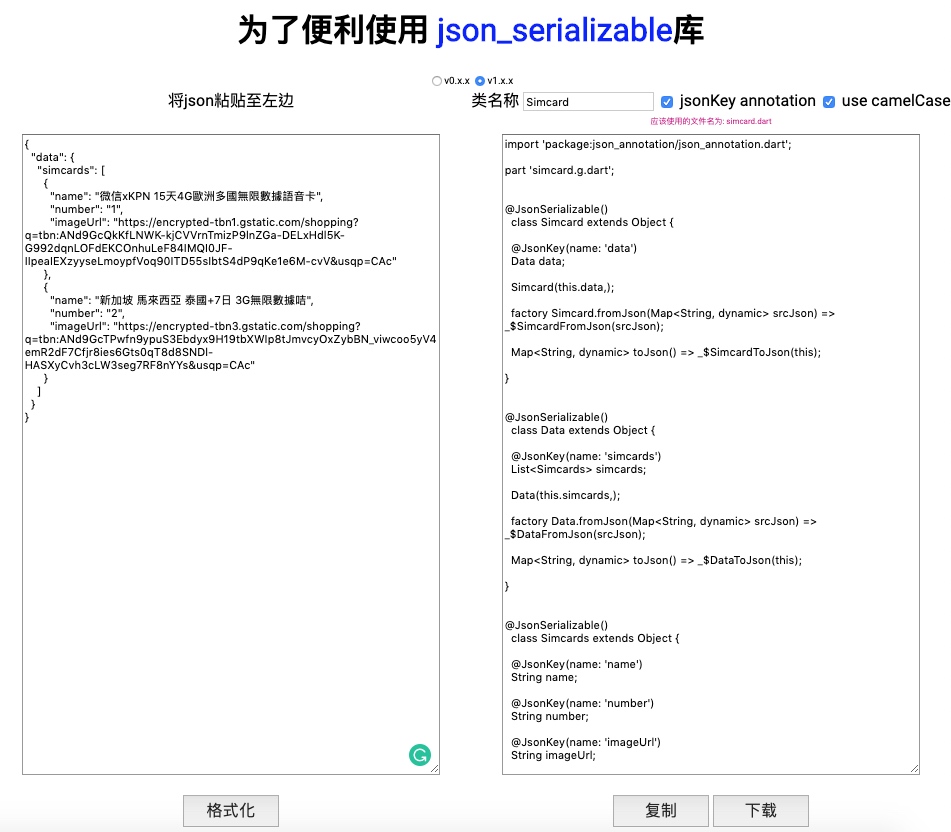 为了便利使用 json_serializable库
v0.x.x v1.x.x
将json粘贴至左边
类名称 Simcard jsonKey annotation use camelCase
应该使用的文件名为: simcard.dart
{
"data": {
"simcards": [
{
"name": "微信xKPN 15天4G歐洲多國無限數據語音卡",
"number": "1",
"imageUrl": "https://encrypted-tbn1.gstatic.com/shopping?
q=tbn:ANd9GcQkKfLNWK-kjCVVrnTmizP9lnZGa-DELxHdI5K-
G992dqnLOFdEKCOnhuLeF84IMQI0JF-
IIpealEXzyyseLmoypfVoq90ITD55sIbtS4dP9qKe1e6M-cvV&usqp=CAc"
},
{
"name": "新加坡 馬來西亞 泰國+7日 3G無限數據咭",
"number": "2",
"imageUrl": "https://encrypted-tbn3.gstatic.com/shopping?
q=tbn:ANd9GcTPwfn9ypuS3Ebdyx9H19tbXWIp8tJmvcyOxZybBN_viwcoo5yV4
emR2dF7Cfjr8ies6Gts0qT8d8SNDI-
HASXyCvh3cLW3seg7RF8nYYs&usqp=CAc"
}
]
}
}
import 'package:json_annotation/json_annotation.dart';
part 'simcard.g.dart';
@JsonSerializable()
class Simcard extends Object {
@JsonKey(name: 'data')
Data data;
Simcard(this.data,);
factory Simcard.fromJson(Map<String, dynamic> srcJson) =>
_$SimcardFromJson(srcJson);
Map<String, dynamic> toJson() => _$SimcardToJson(this);
}
@JsonSerializable()
class Data extends Object {
@JsonKey(name: 'simcards')
List<Simcards> simcards;
Data(this.simcards,);
factory Data.fromJson(Map<String, dynamic> srcJson) =>
_$DataFromJson(srcJson);
Map<String, dynamic> toJson() => _$DataToJson(this);
}
@JsonSerializable()
class Simcards extends Object {
@JsonKey(name: 'name')
String name;
@JsonKey(name: 'number')
String number;
@JsonKey(name: 'imageUrl')
String imageUrl;
格式化
复制 下载